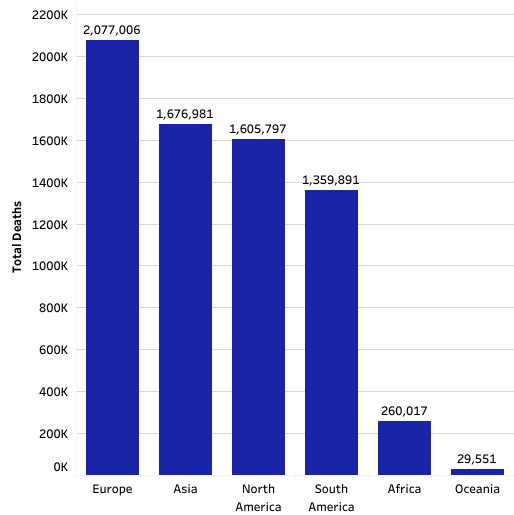 2200K
2,077,006
2000K
1800K
1,676,981
1,605,797
1600K
1400K
1,359,891
1200K
Total Deaths
1000K
800K
600K
400K
260,017
200K
29,551
0K
Europe
Asia
North
America
South
America
Africa
Oceania